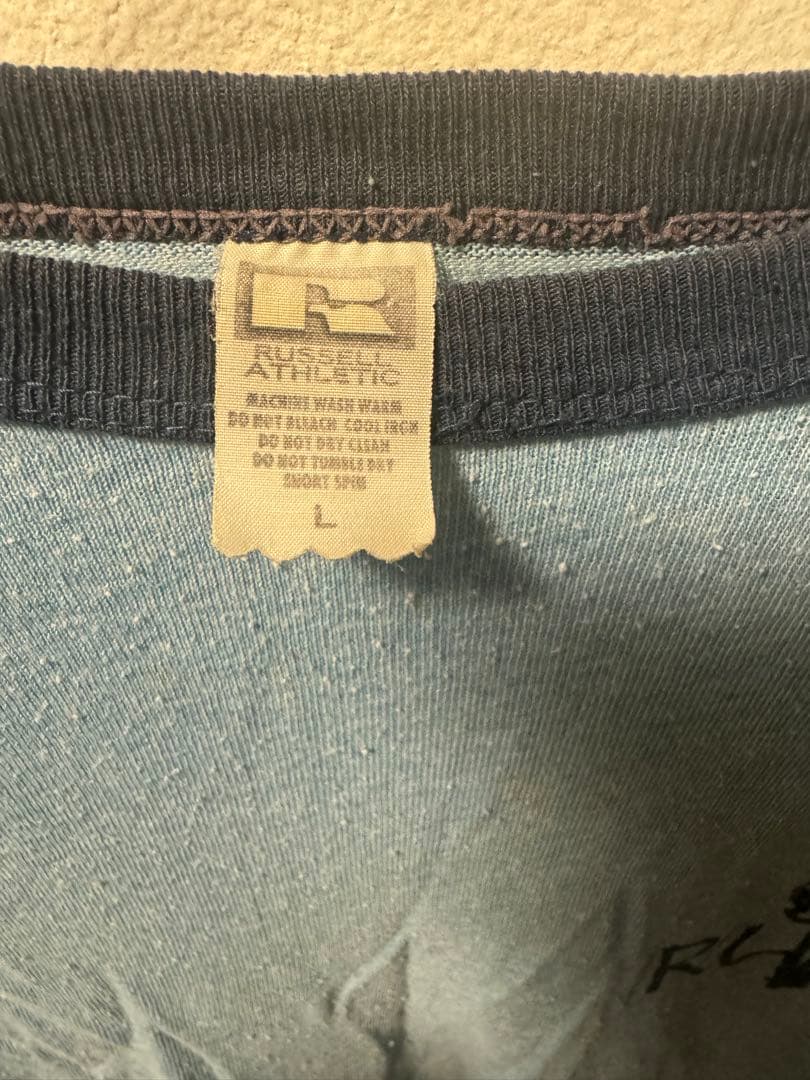 R
RUSSELL
ATHLETIC
MACHINE WASH WARM
DO NOT BLEACH COOL IRON
DO NOT DRY CLEAN
DO NOT TUMBLE DRY
SHORT SPIN
L